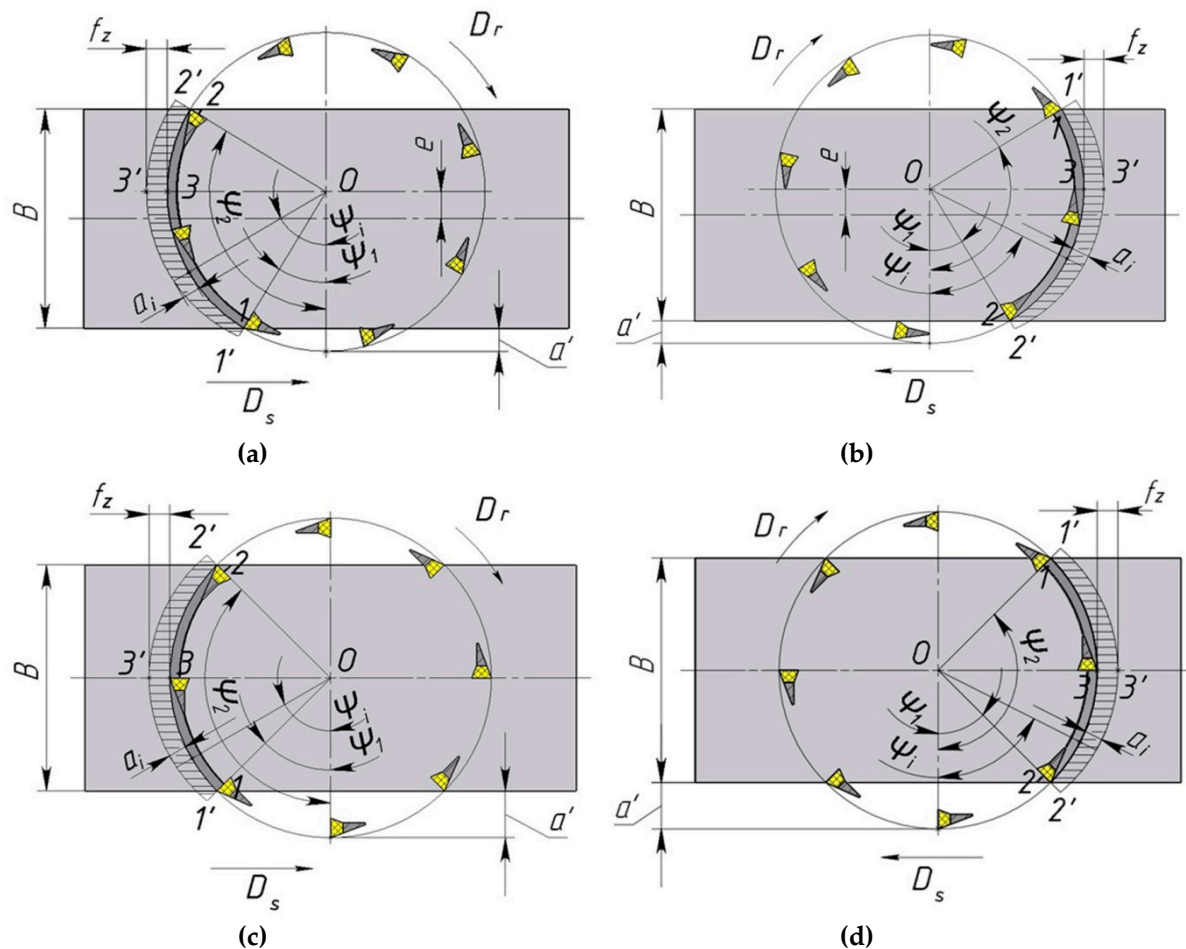 f_z
D_r
2'
2
B
e
3'
3
O
Ψ_2
Ψ_i
Ψ_1
a_i
1
1'
a'
D_s
(a)
D_r
f_z
1'
1
Ψ_2
B
e
O
3
3'
Ψ_1
Ψ_i
a_i
2
2'
a'
D_s
(b)
f_z
D_r
2'
2
B
3'
3
O
Ψ_2
Ψ_i
Ψ_1
a_i
1
1'
a'
D_s
(c)
D_r
f_z
1'
1
B
O
Ψ_2
3
3'
Ψ_1
Ψ_i
a_i
2
2'
a'
D_s
(d)